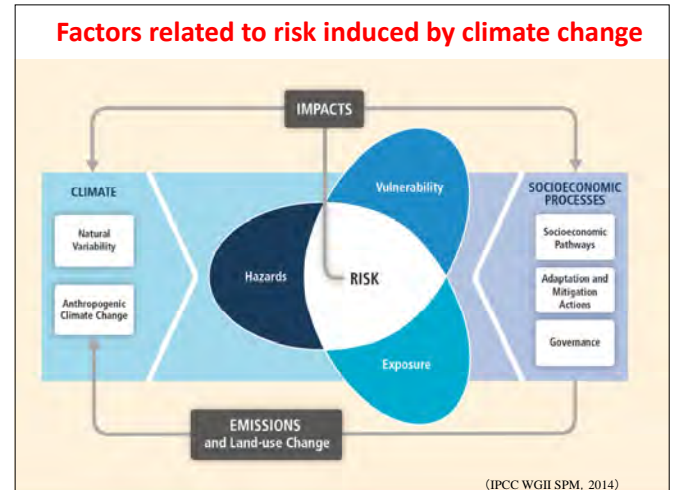 Factors related to risk induced by climate change
IMPACTS
CLIMATE
Natural
Variability
Anthropogenic
Climate Change
Vulnerability
Hazards
RISK
Exposure
SOCIOECONOMIC
PROCESSES
Socioeconomic
Pathways
Adaptation and
Mitigation
Actions
Governance
EMISSIONS
and Land-use Change
(IPCC WGII SPM, 2014)